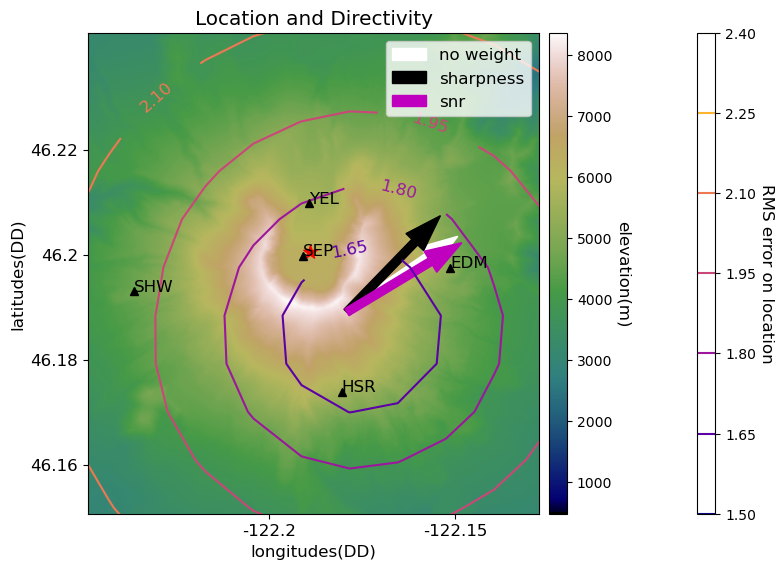 Location and Directivity
no weight
sharpness
snr
2.10
1.95
1.80
1.65
YEL
SEP
EDM
SHW
HSR
46.22
46.2
46.18
46.16
latitudes(DD)
-122.2
-122.15
longitudes(DD)
8000
7000
6000
5000
4000
3000
2000
1000
elevation(m)
2.40
2.25
2.10
1.95
1.80
1.65
1.50
RMS error on location